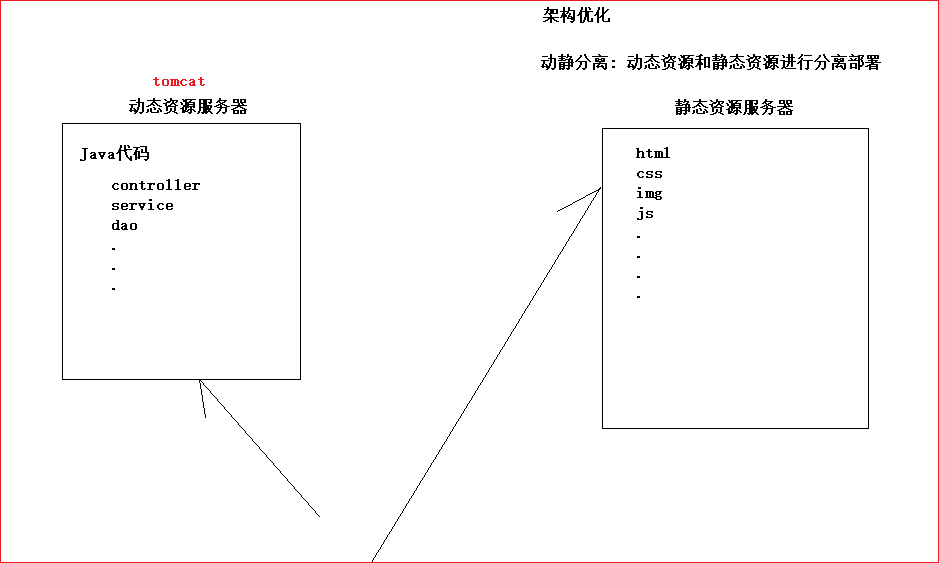 架构优化
动静分离: 动态资源和静态资源进行分离部署
tomcat
动态资源服务器
Java代码
controller
service
dao
.
.
.
静态资源服务器
html
css
img
js
.
.
.
.